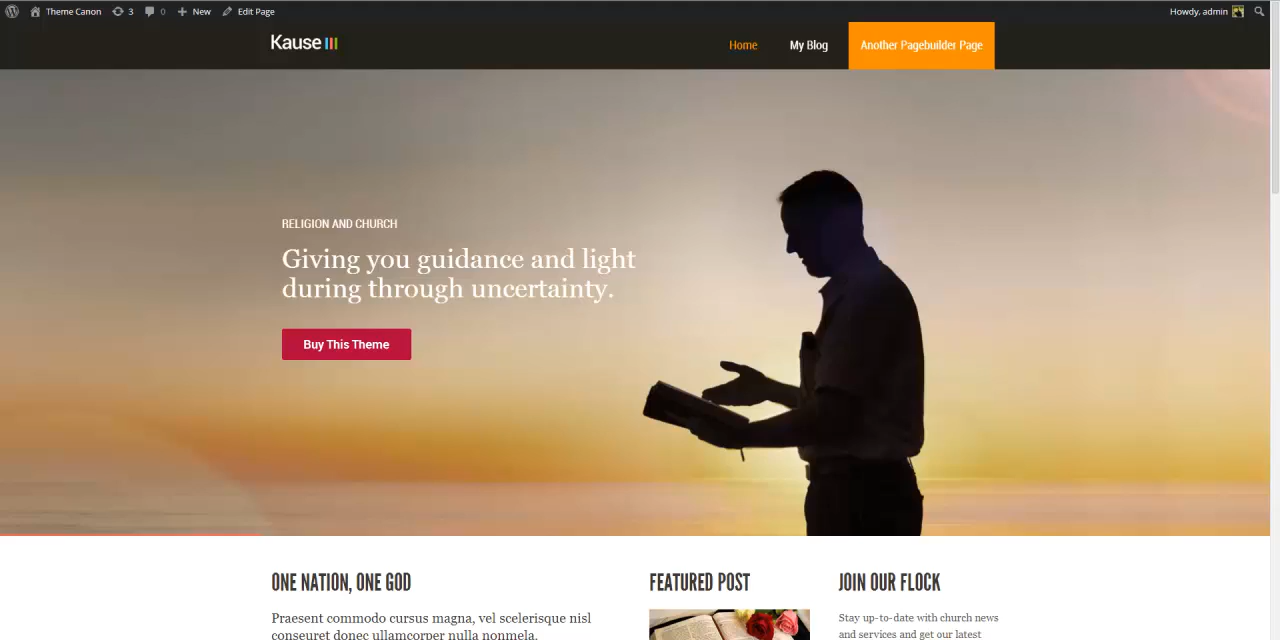 Theme Canon 3 0 New Edit Page Howdy, admin
Kause
Home My Blog Another Pagebuilder Page
RELIGION AND CHURCH
Giving you guidance and light
during through uncertainty.
Buy This Theme
ONE NATION, ONE GOD
Praesent commodo cursus magna, vel scelerisque nisl
conseuret donec ullamcorper nulla nonmela.
FEATURED POST
JOIN OUR FLOCK
Stay up-to-date with church news
and services and get our latest